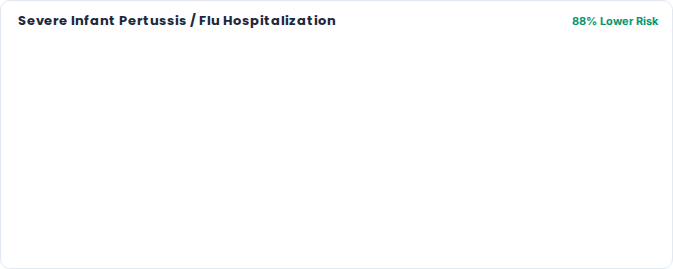 Severe Infant Pertussis / Flu Hospitalization
88% Lower Risk